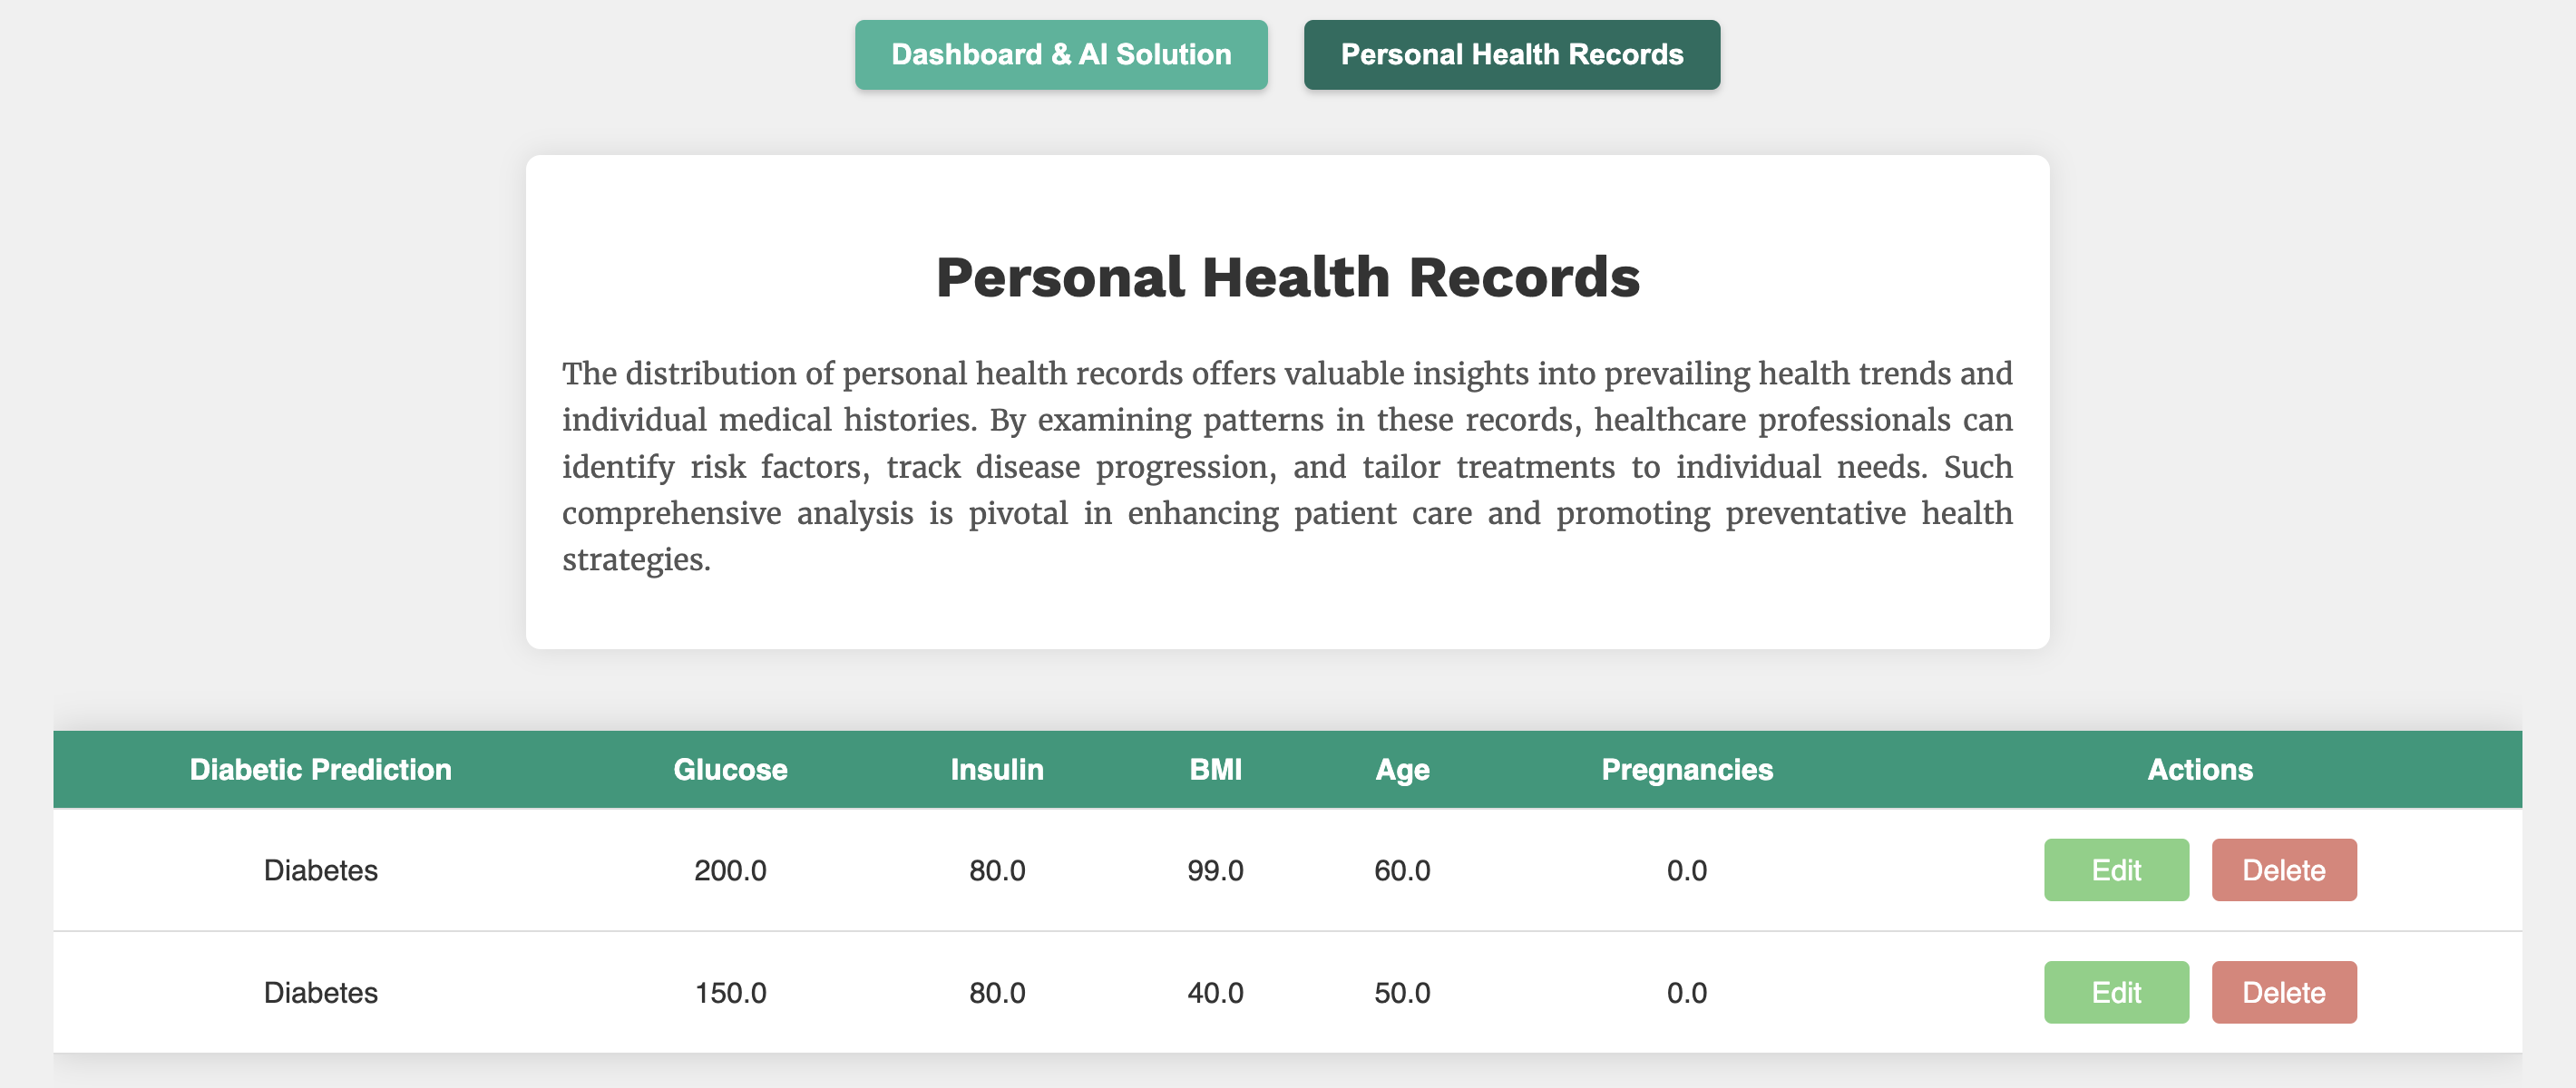 Dashboard & AI Solution
Personal Health Records
Personal Health Records
The distribution of personal health records offers valuable insights into prevailing health trends and
individual medical histories. By examining patterns in these records, healthcare professionals can
identify risk factors, track disease progression, and tailor treatments to individual needs. Such
comprehensive analysis is pivotal in enhancing patient care and promoting preventative health
strategies.
Diabetic Prediction Glucose Insulin BMI Age Pregnancies Actions
Diabetes 200.0 80.0 99.0 60.0 0.0 Edit Delete
Diabetes 150.0 80.0 40.0 50.0 0.0 Edit Delete